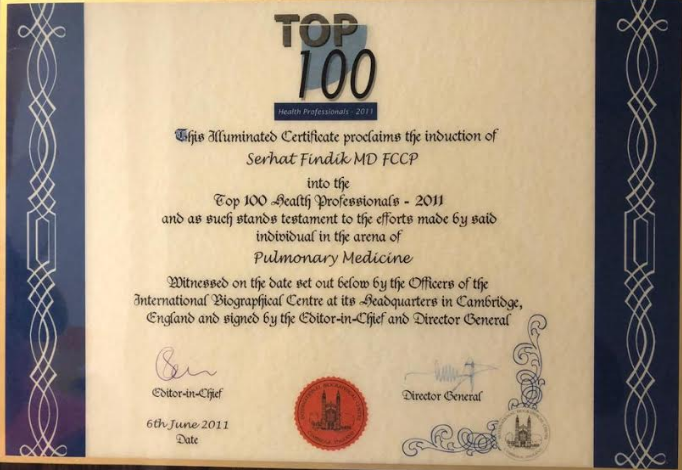 TOP
100
Health Professionals - 2011
This Illuminated Certificate proclaims the induction of
Serhat Findik MD FCCP
into the
Top 100 Health Professionals - 2011
and as such stands testament to the efforts made by said
individual in the arena of
Pulmonary Medicine
Witnessed on the date set out below by the Officers of the
International Biographical Centre at its Headquarters in Cambridge,
England and signed by the Editor-in-Chief and Director General
Editor-in-Chief
Director General
6th June 2011
Date